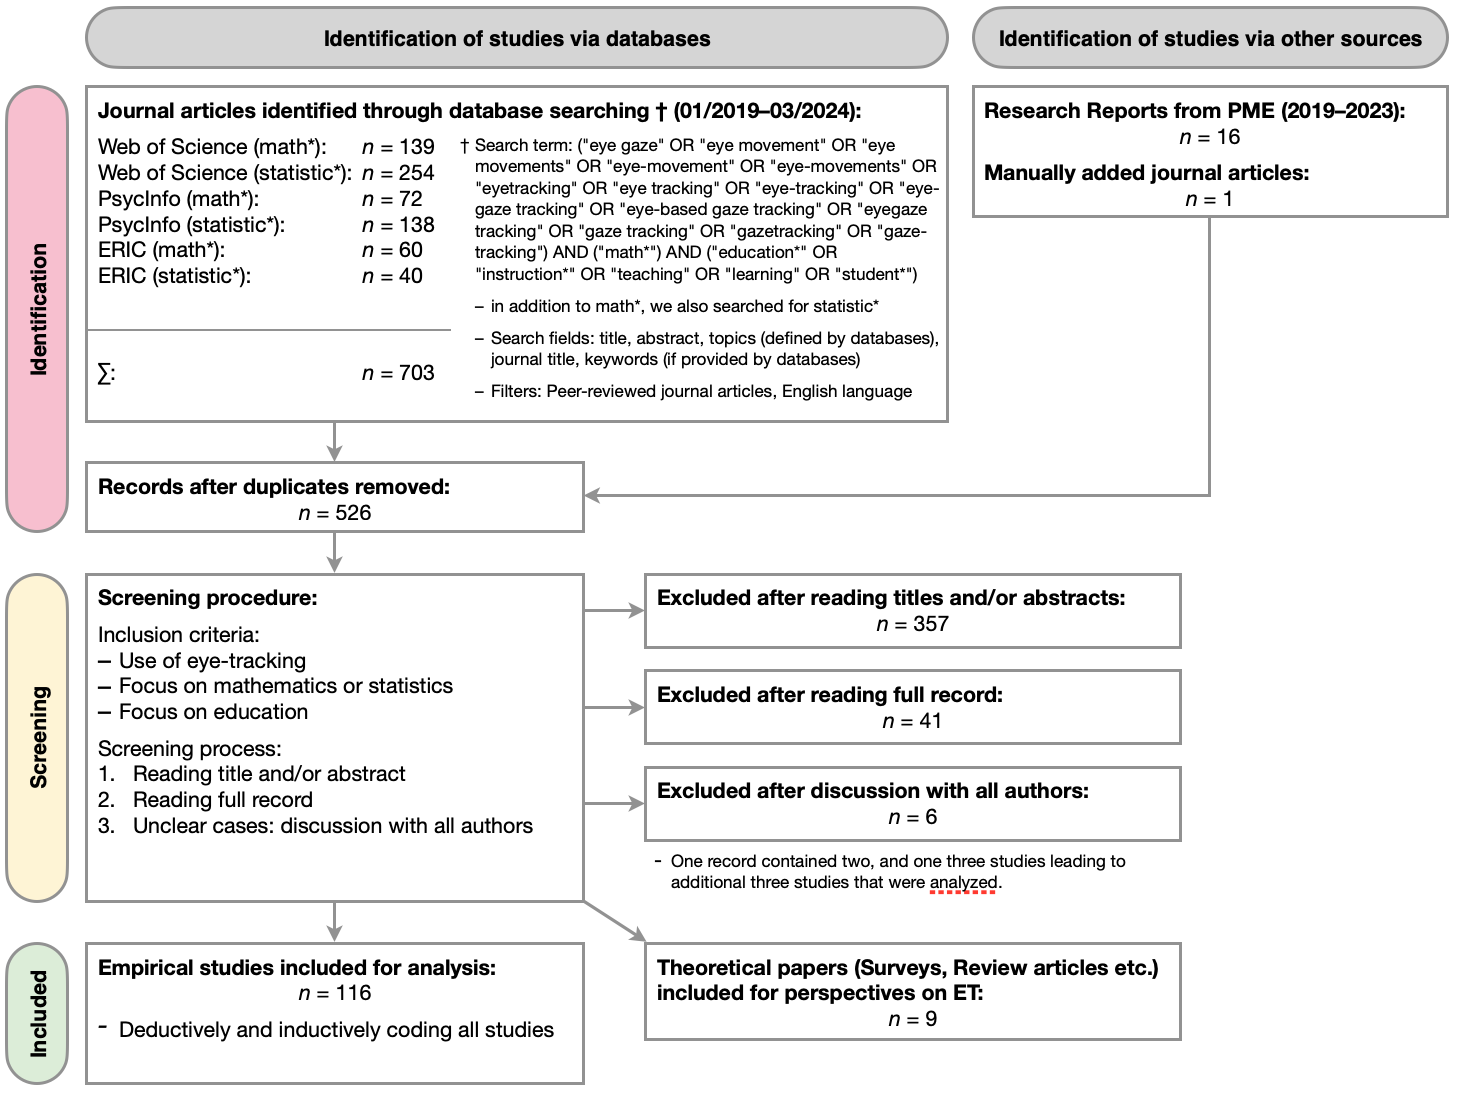 Identification of studies via databases
Identification of studies via other sources
Identification
Journal articles identified through database searching † (01/2019–03/2024):
Web of Science (math*): n = 139
Web of Science (statistic*): n = 254
PsycInfo (math*): n = 72
PsycInfo (statistic*): n = 138
ERIC (math*): n = 60
ERIC (statistic*): n = 40
∑: n = 703
† Search term: ("eye gaze" OR "eye movement" OR "eye
movements" OR "eye-movement" OR "eye-movements" OR
"eyetracking" OR "eye tracking" OR "eye-tracking" OR "eye-
gaze tracking" OR "eye-based gaze tracking" OR "eyegaze
tracking" OR "gaze tracking" OR "gazetracking" OR "gaze-
tracking") AND ("math*") AND ("education*" OR
"instruction*" OR "teaching" OR "learning" OR "student*")
– in addition to math*, we also searched for statistic*
– Search fields: title, abstract, topics (defined by databases),
journal title, keywords (if provided by databases)
– Filters: Peer-reviewed journal articles, English language
Research Reports from PME (2019–2023):
n = 16
Manually added journal articles:
n = 1
Records after duplicates removed:
n = 526
Screening
Screening procedure:
Inclusion criteria:
– Use of eye-tracking
– Focus on mathematics or statistics
– Focus on education
Screening process:
1. Reading title and/or abstract
2. Reading full record
3. Unclear cases: discussion with all authors
Excluded after reading titles and/or abstracts:
n = 357
Excluded after reading full record:
n = 41
Excluded after discussion with all authors:
n = 6
- One record contained two, and one three studies leading to
additional three studies that were analyzed.
Included
Empirical studies included for analysis:
n = 116
- Deductively and inductively coding all studies
Theoretical papers (Surveys, Review articles etc.)
included for perspectives on ET:
n = 9